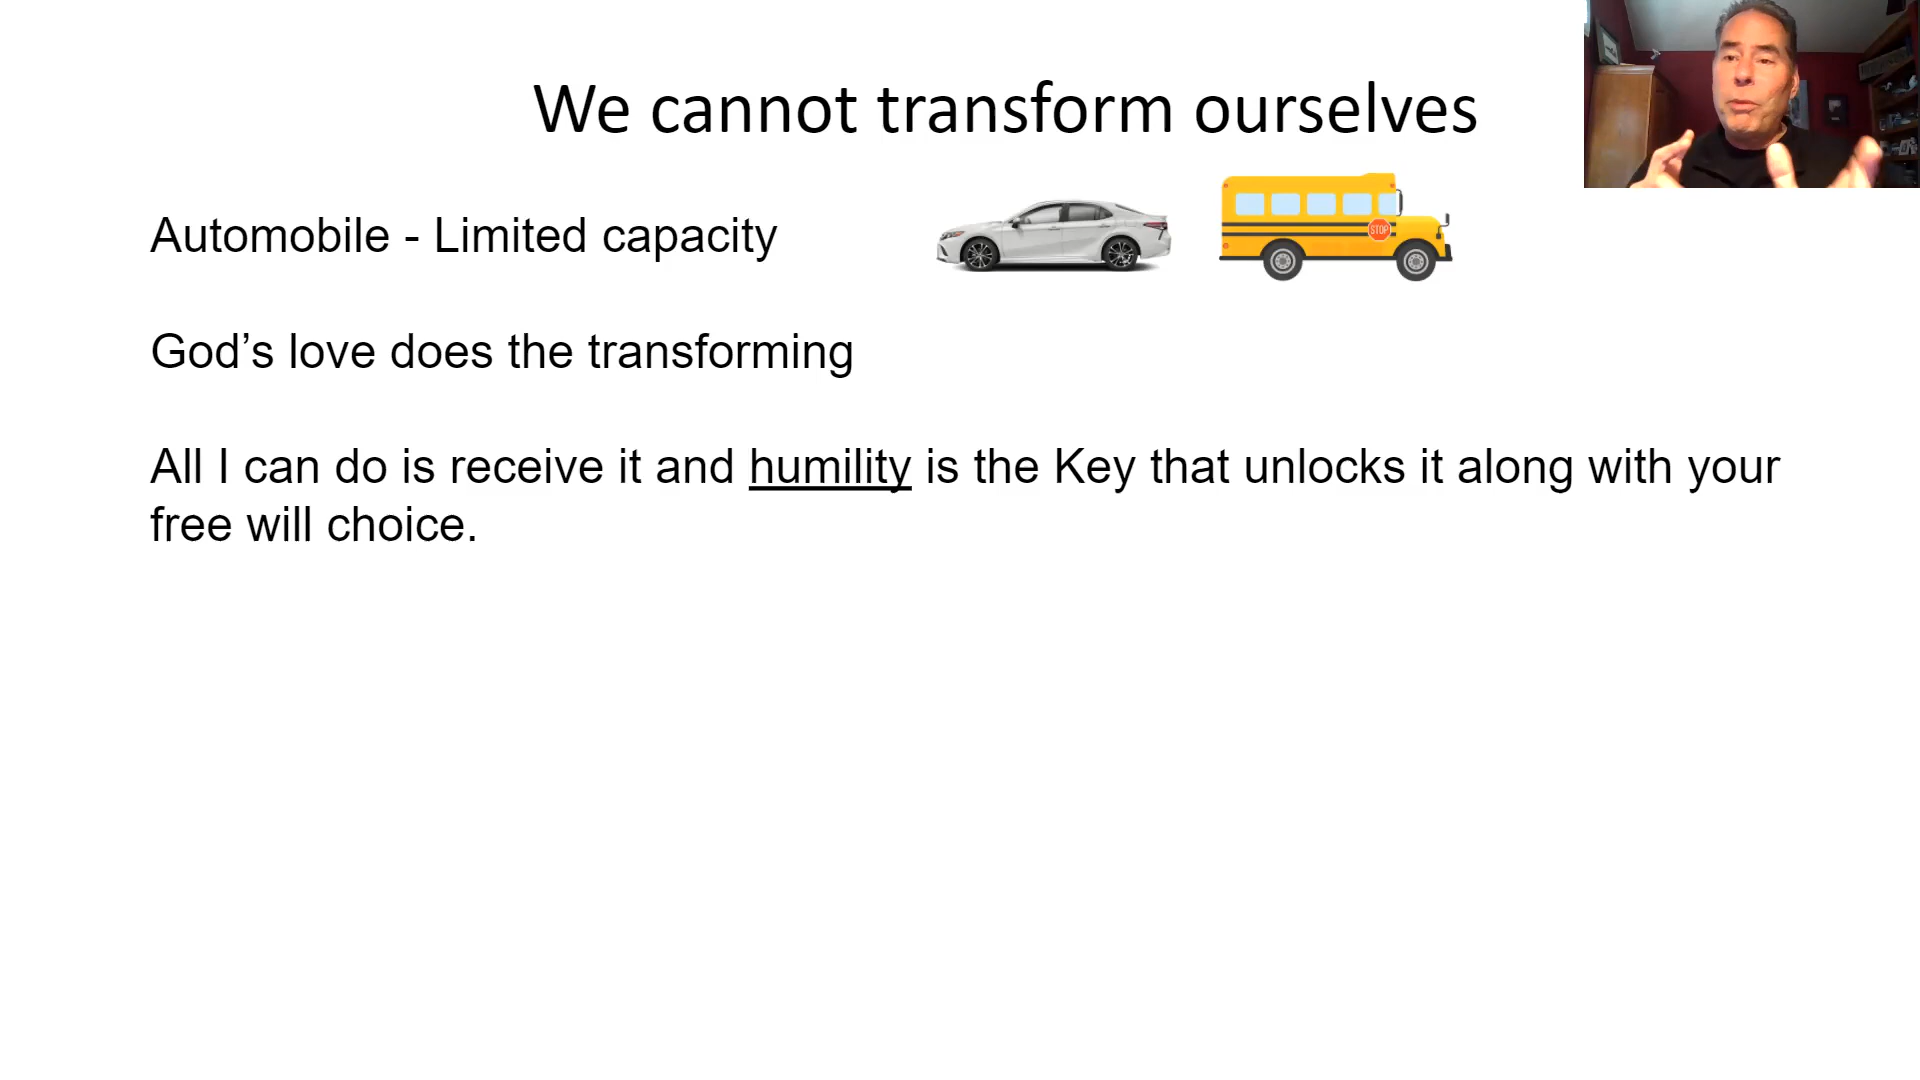 We cannot transform ourselves
Automobile - Limited capacity
STOP
God’s love does the transforming
All I can do is receive it and humility is the Key that unlocks it along with your
free will choice.